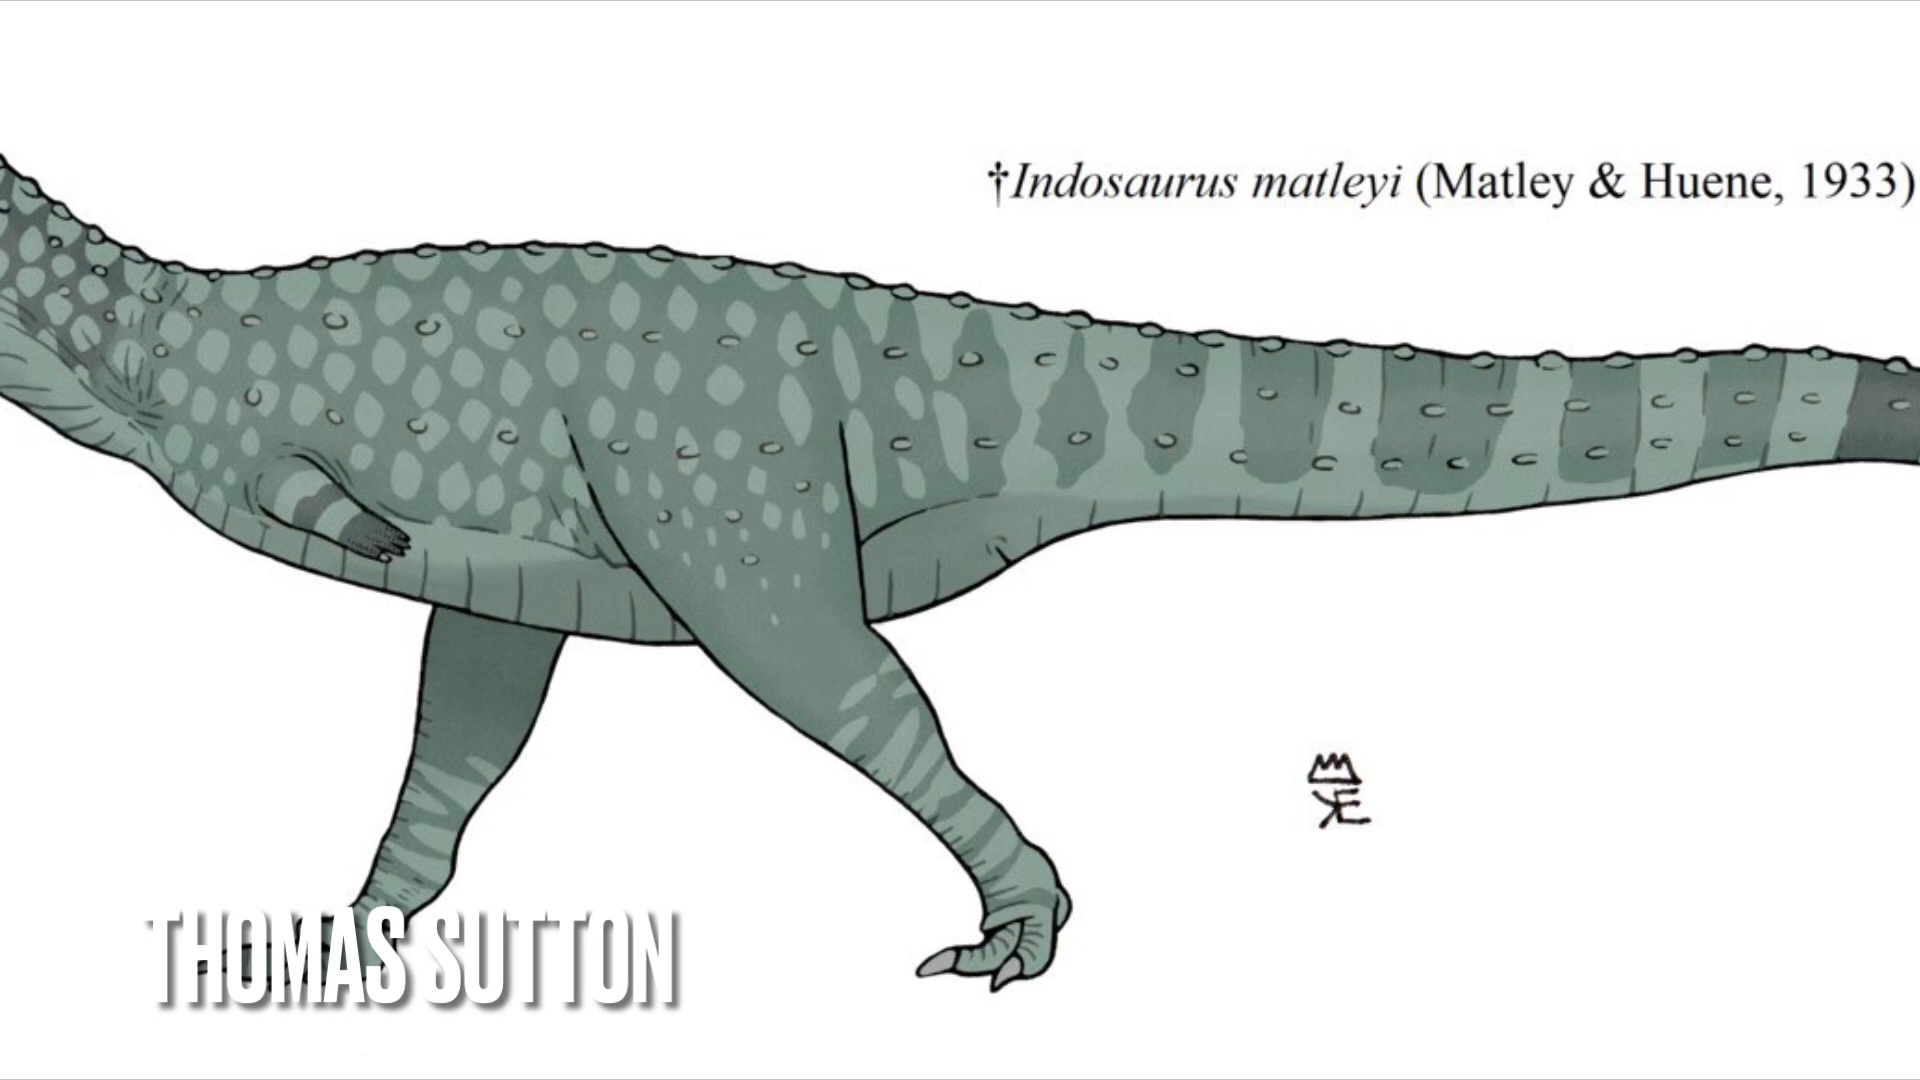 †Indosaurus matleyi (Matley & Huene, 1933)
THOMAS SUTTON